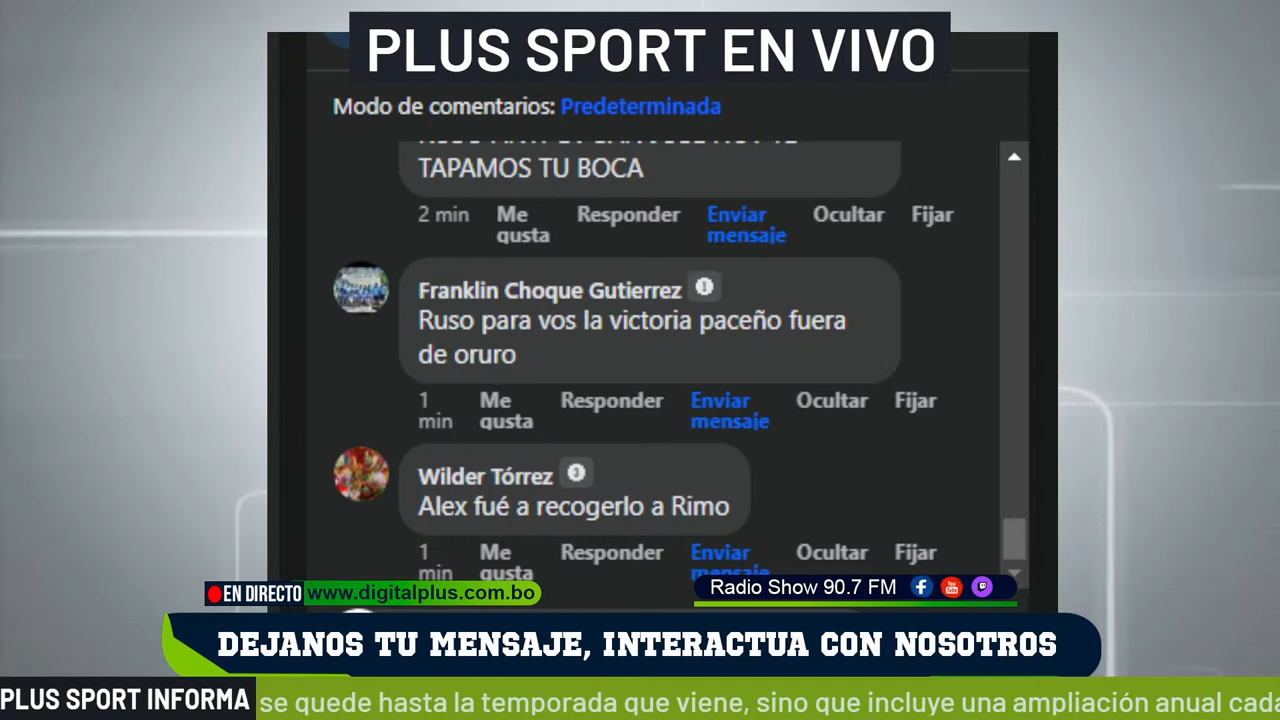 PLUS SPORT EN VIVO
Modo de comentarios: Predeterminada
TAPAMOS TU BOCA
2 min Me gusta Responder Enviar mensaje Ocultar Fijar
Franklin Choque Gutierrez
Ruso para vos la victoria paceño fuera
de oruro
1 min Me gusta Responder Enviar mensaje Ocultar Fijar
Wilder Tórrez
Alex fué a recogerlo a Rimo
1 min Me gusta Responder Enviar mensaje Ocultar Fijar
EN DIRECTO www.digitalplus.com.bo
Radio Show 90.7 FM
DEJANOS TU MENSAJE, INTERACTUA CON NOSOTROS
PLUS SPORT INFORMA se quede hasta la temporada que viene, sino que incluye una ampliación anual cada